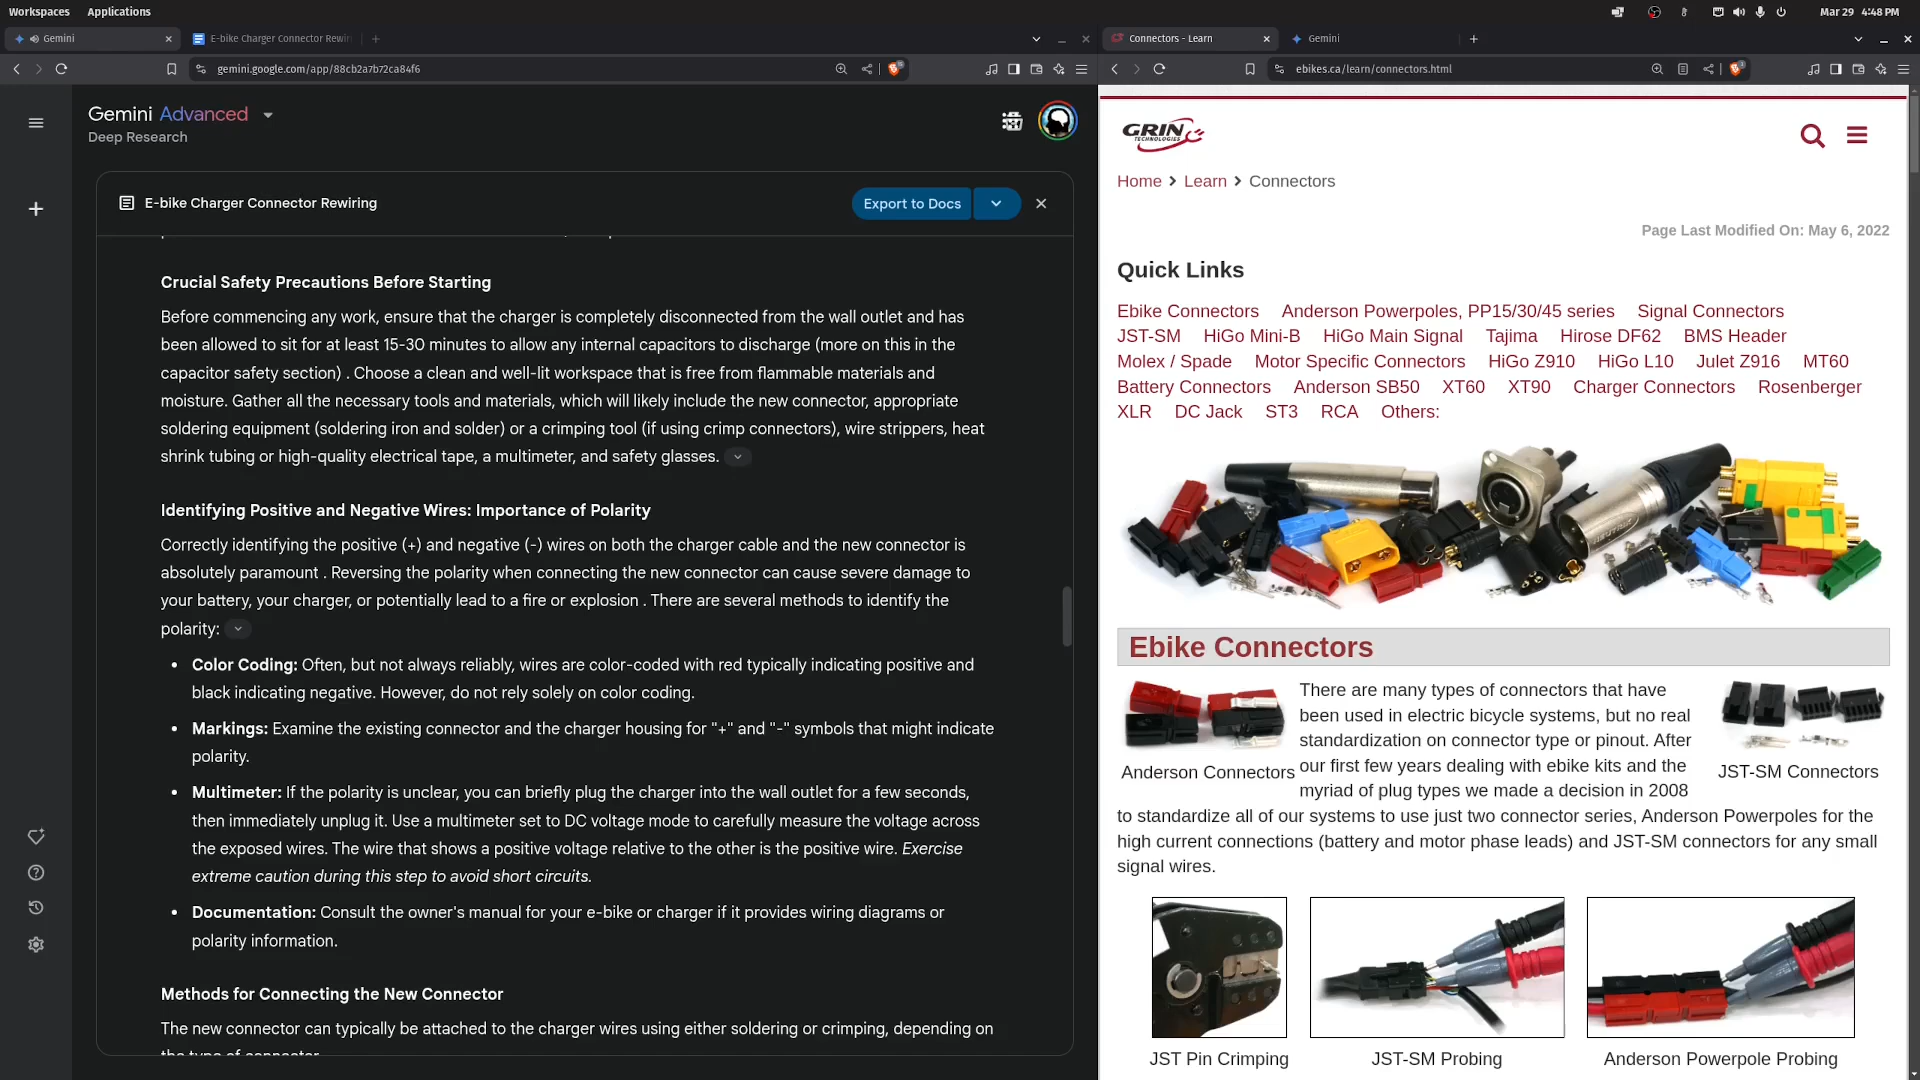 Workspaces
Applications
Mar 29 4:48 PM
Gemini
E-bike Charger Connector Rewiri
gemini.google.com/app/88cb2a7b72ca84f6
Gemini Advanced
Deep Research
E-bike Charger Connector Rewiring
Export to Docs
Crucial Safety Precautions Before Starting
Before commencing any work, ensure that the charger is completely disconnected from the wall outlet and has
been allowed to sit for at least 15-30 minutes to allow any internal capacitors to discharge (more on this in the
capacitor safety section) . Choose a clean and well-lit workspace that is free from flammable materials and
moisture. Gather all the necessary tools and materials, which will likely include the new connector, appropriate
soldering equipment (soldering iron and solder) or a crimping tool (if using crimp connectors), wire strippers, heat
shrink tubing or high-quality electrical tape, a multimeter, and safety glasses.
Identifying Positive and Negative Wires: Importance of Polarity
Correctly identifying the positive (+) and negative (-) wires on both the charger cable and the new connector is
absolutely paramount . Reversing the polarity when connecting the new connector can cause severe damage to
your battery, your charger, or potentially lead to a fire or explosion . There are several methods to identify the
polarity:
• Color Coding: Often, but not always reliably, wires are color-coded with red typically indicating positive and
black indicating negative. However, do not rely solely on color coding.
• Markings: Examine the existing connector and the charger housing for "+" and "-" symbols that might indicate
polarity.
• Multimeter: If the polarity is unclear, you can briefly plug the charger into the wall outlet for a few seconds,
then immediately unplug it. Use a multimeter set to DC voltage mode to carefully measure the voltage across
the exposed wires. The wire that shows a positive voltage relative to the other is the positive wire. Exercise
extreme caution during this step to avoid short circuits.
• Documentation: Consult the owner's manual for your e-bike or charger if it provides wiring diagrams or
polarity information.
Methods for Connecting the New Connector
The new connector can typically be attached to the charger wires using either soldering or crimping, depending on
the type of connector
Connectors - Learn
Gemini
ebikes.ca/learn/connectors.html
GRIN
TECHNOLOGIES
Home > Learn > Connectors
Page Last Modified On: May 6, 2022
Quick Links
Ebike Connectors Anderson Powerpoles, PP15/30/45 series Signal Connectors
JST-SM HiGo Mini-B HiGo Main Signal Tajima Hirose DF62 BMS Header
Molex / Spade Motor Specific Connectors HiGo Z910 HiGo L10 Julet Z916 MT60
Battery Connectors Anderson SB50 XT60 XT90 Charger Connectors Rosenberger
XLR DC Jack ST3 RCA Others:
Ebike Connectors
There are many types of connectors that have
been used in electric bicycle systems, but no real
standardization on connector type or pinout. After
our first few years dealing with ebike kits and the
myriad of plug types we made a decision in 2008
to standardize all of our systems to use just two connector series, Anderson Powerpoles for the
high current connections (battery and motor phase leads) and JST-SM connectors for any small
signal wires.
Anderson Connectors
JST-SM Connectors
JST Pin Crimping
JST-SM Probing
Anderson Powerpole Probing